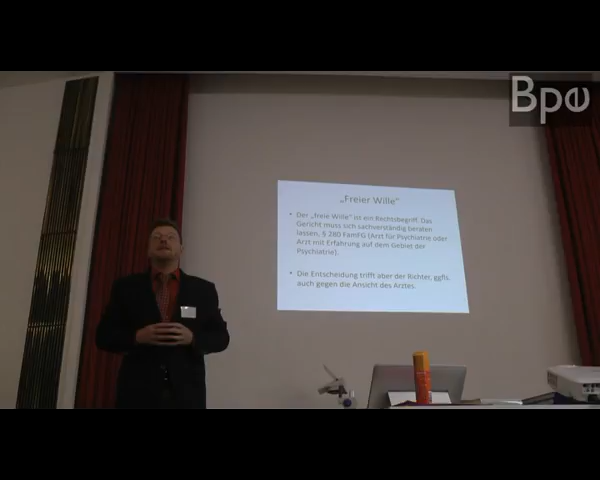 Bpe
„Freier Wille“
• Der „freie Wille“ ist ein Rechtsbegriff. Das
Gericht muss sich sachverständig beraten
lassen, § 280 FamFG (Arzt für Psychiatrie oder
Arzt mit Erfahrung auf dem Gebiet der
Psychiatrie).
• Die Entscheidung trifft aber der Richter, ggfls.
auch gegen die Ansicht des Arztes.